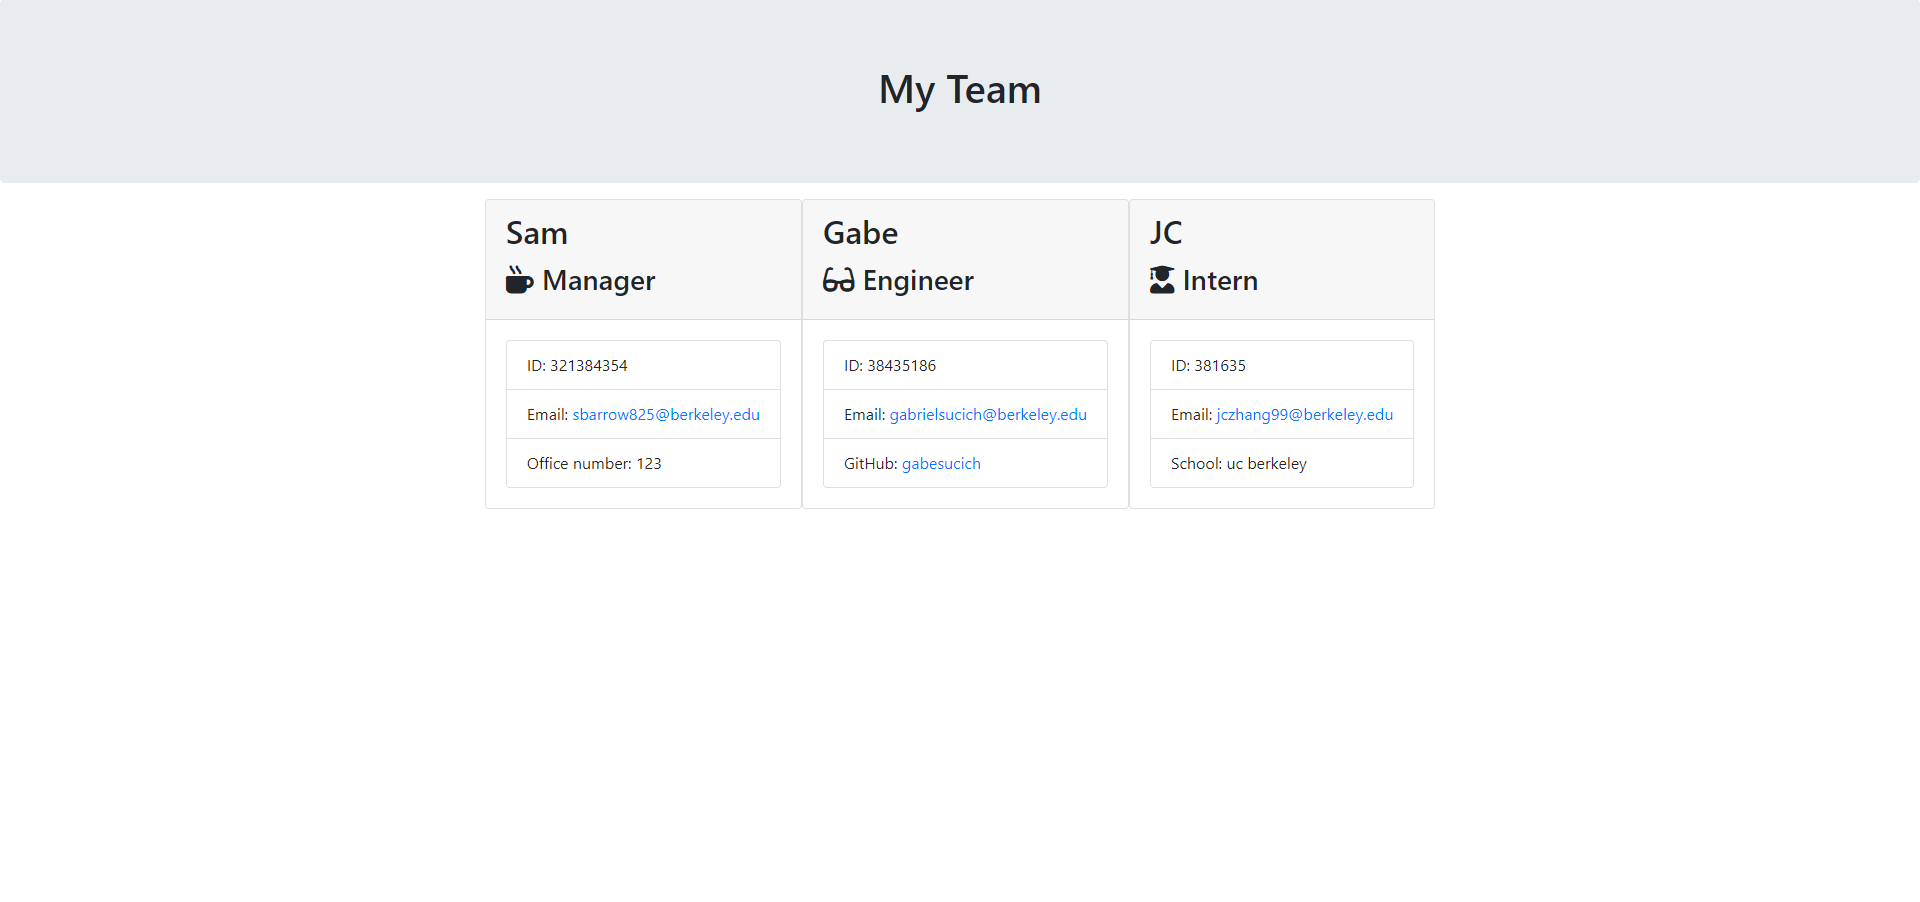 My Team
Sam
Manager
ID: 321384354
Email: sbarrow825@berkeley.edu
Office number: 123
Gabe
Engineer
ID: 38435186
Email: gabrielsucich@berkeley.edu
GitHub: gabesucich
JC
Intern
ID: 381635
Email: jczhang99@berkeley.edu
School: uc berkeley